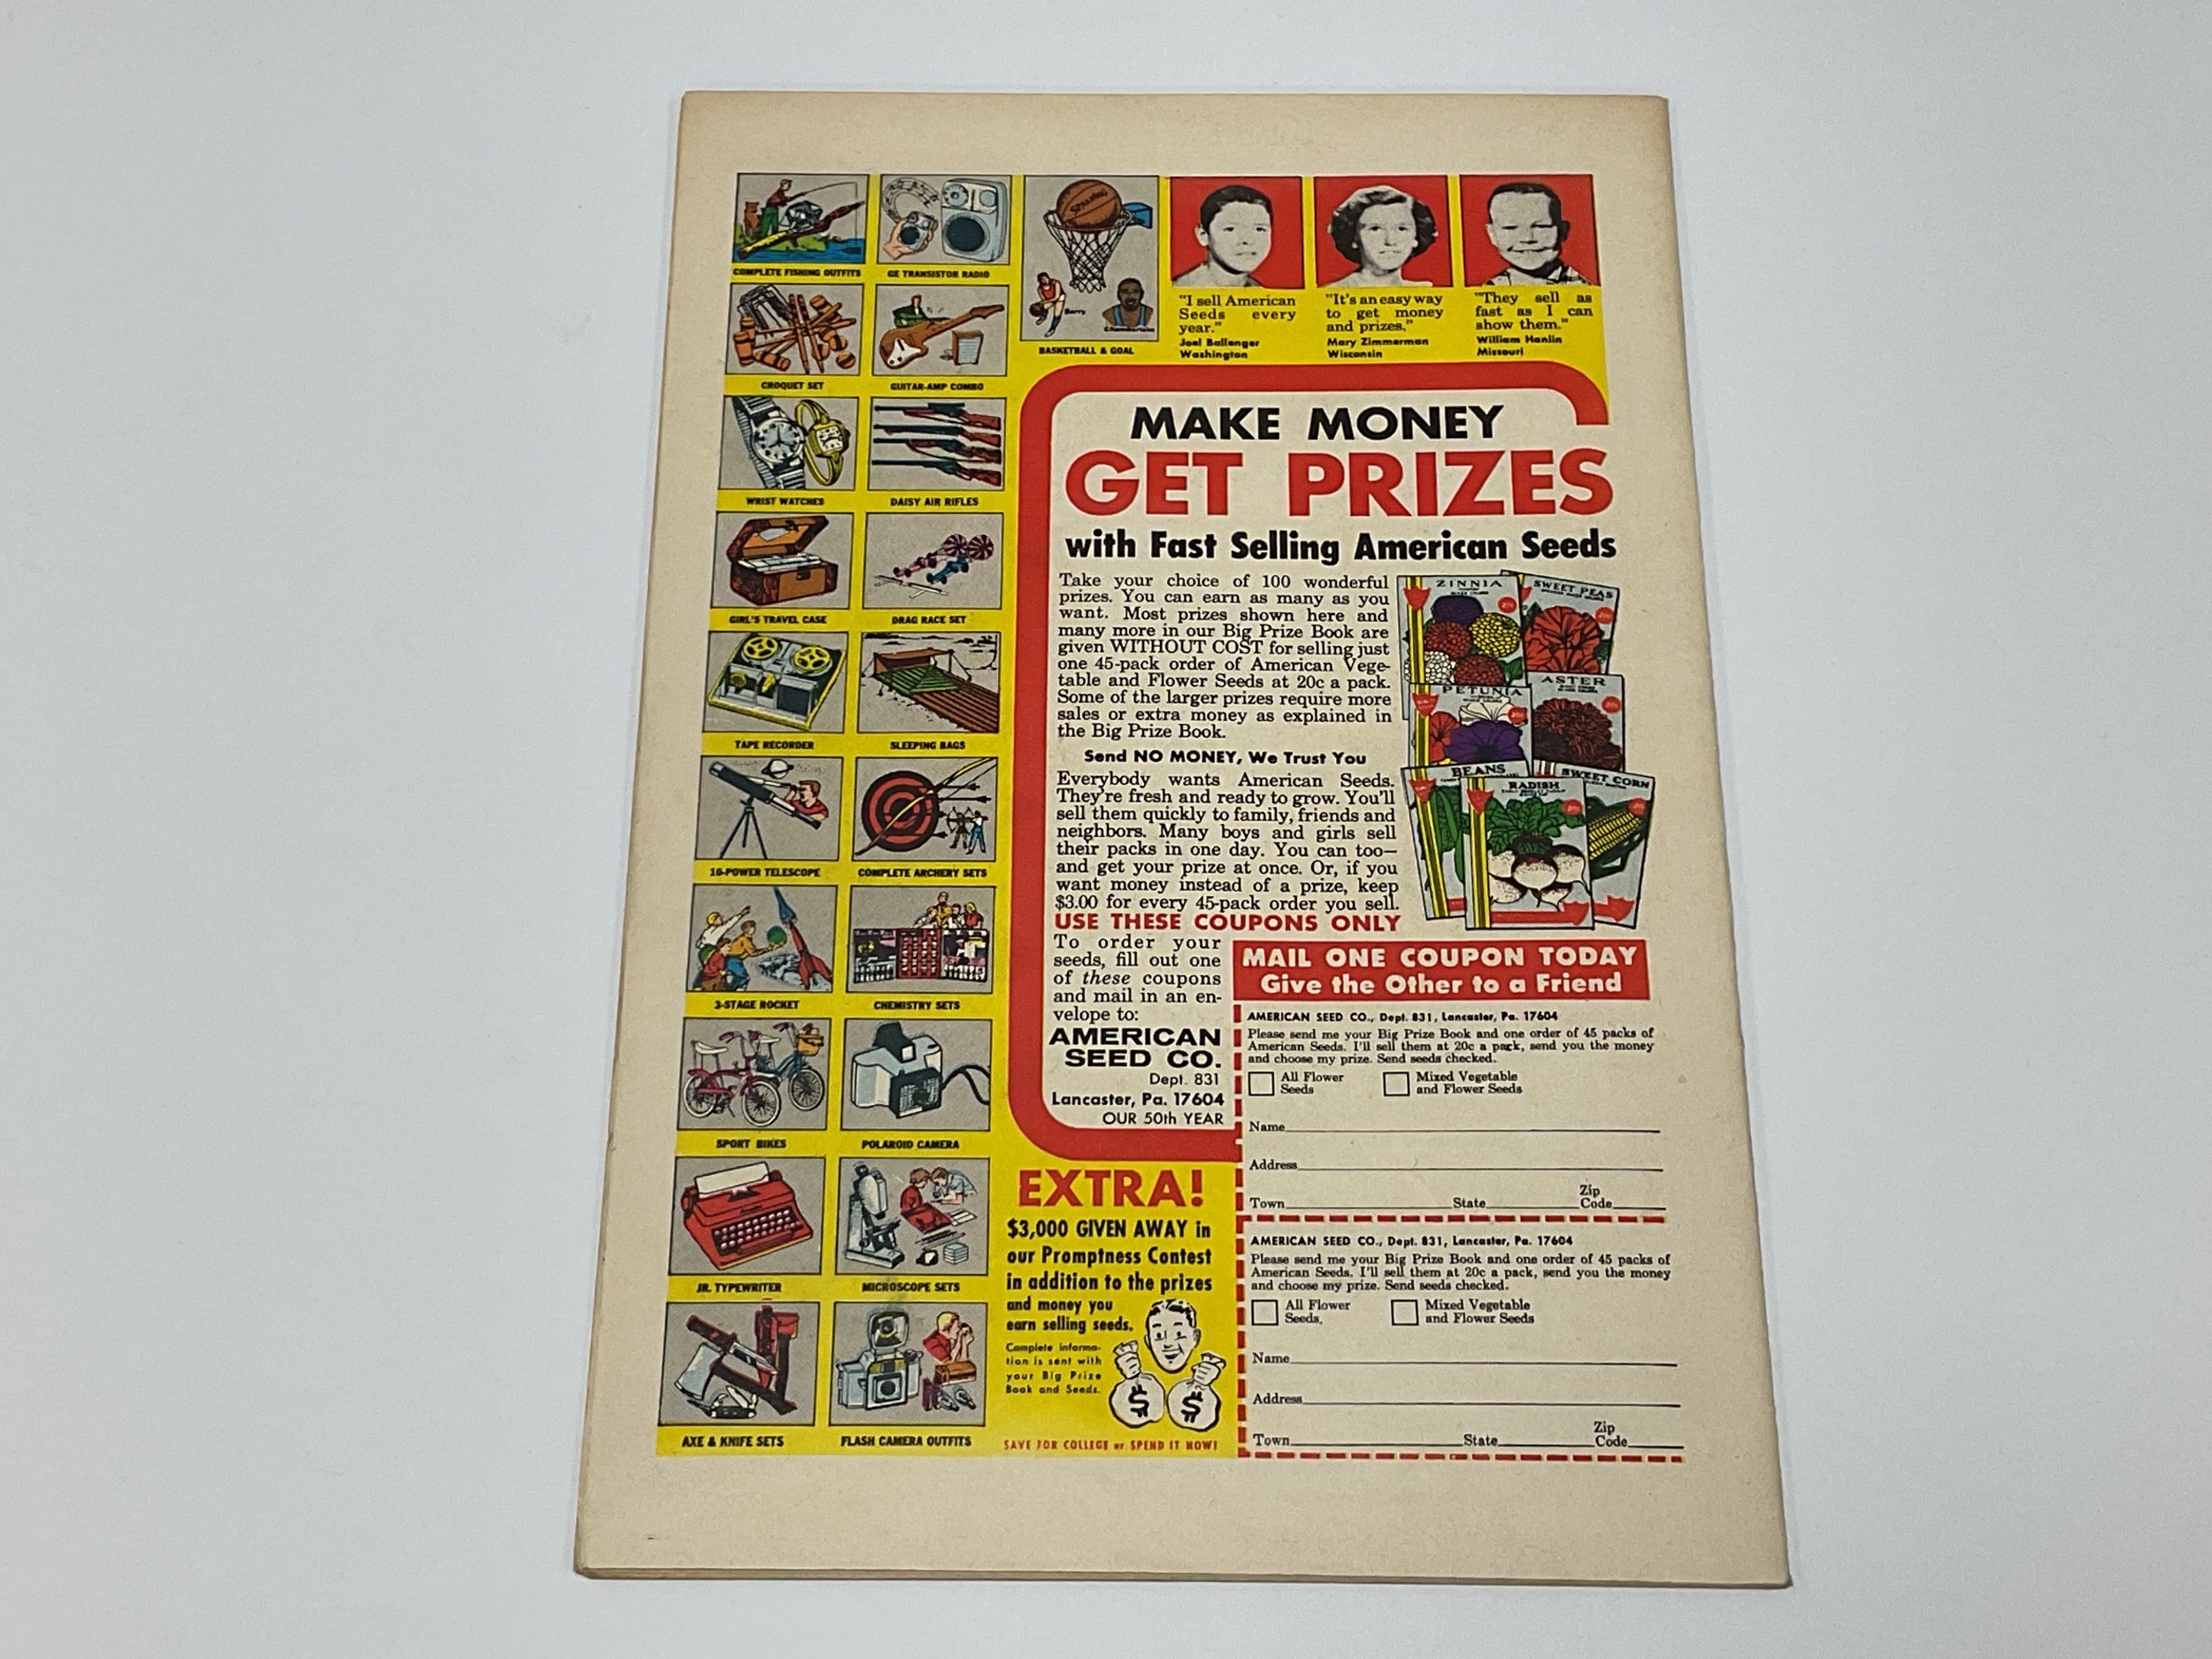 COMPLETE FISHING OUTFITS
GE TRANSISTOR RADIO
Spalding
Barry
Chamberlain
BASKETBALL & GOAL
CROQUET SET
GUITAR-AMP COMBO
WRIST WATCHES
DAISY AIR RIFLES
GIRL'S TRAVEL CASE
DRAG RACE SET
TAPE RECORDER
SLEEPING BAGS
10-POWER TELESCOPE
COMPLETE ARCHERY SETS
3-STAGE ROCKET
CHEMISTRY SETS
SPORT BIKES
POLAROID CAMERA
JR. TYPEWRITER
MICROSCOPE SETS
AXE & KNIFE SETS
FLASH CAMERA OUTFITS
"I sell American
Seeds every
year."
Joel Ballenger
Washington
"It's an easy way
to get money
and prizes."
Mary Zimmerman
Wisconsin
"They sell as
fast as I can
show them."
William Hanlin
Missouri
MAKE MONEY
GET PRIZES
with Fast Selling American Seeds
Take your choice of 100 wonderful
prizes. You can earn as many as you
want. Most prizes shown here and
many more in our Big Prize Book are
given WITHOUT COST for selling just
one 45-pack order of American Vege-
table and Flower Seeds at 20c a pack.
Some of the larger prizes require more
sales or extra money as explained in
the Big Prize Book.
Send NO MONEY, We Trust You
Everybody wants American Seeds.
They're fresh and ready to grow. You'll
sell them quickly to family, friends and
neighbors. Many boys and girls sell
their packs in one day. You can too—
and get your prize at once. Or, if you
want money instead of a prize, keep
$3.00 for every 45-pack order you sell.
USE THESE COUPONS ONLY
To order your
seeds, fill out one
of these coupons
and mail in an en-
velope to:
AMERICAN
SEED CO.
Dept. 831
Lancaster, Pa. 17604
OUR 50th YEAR
ZINNIA
SWEET PEAS
PETUNIA
ASTER
BEANS
RADISH
SWEET CORN
MAIL ONE COUPON TODAY
Give the Other to a Friend
AMERICAN SEED CO., Dept. 831, Lancaster, Pa. 17604
Please send me your Big Prize Book and one order of 45 packs of
American Seeds. I'll sell them at 20c a pack, send you the money
and choose my prize. Send seeds checked.
All Flower
Seeds
Mixed Vegetable
and Flower Seeds
Name
Address
Town State Zip Code
AMERICAN SEED CO., Dept. 831, Lancaster, Pa. 17604
Please send me your Big Prize Book and one order of 45 packs of
American Seeds. I'll sell them at 20c a pack, send you the money
and choose my prize. Send seeds checked.
All Flower
Seeds.
Mixed Vegetable
and Flower Seeds
Name
Address
Town State Zip Code
EXTRA!
$3,000 GIVEN AWAY in
our Promptness Contest
in addition to the prizes
and money you
earn selling seeds.
Complete informa-
tion is sent with
your Big Prize
Book and Seeds.
$ $
SAVE FOR COLLEGE or SPEND IT NOW!